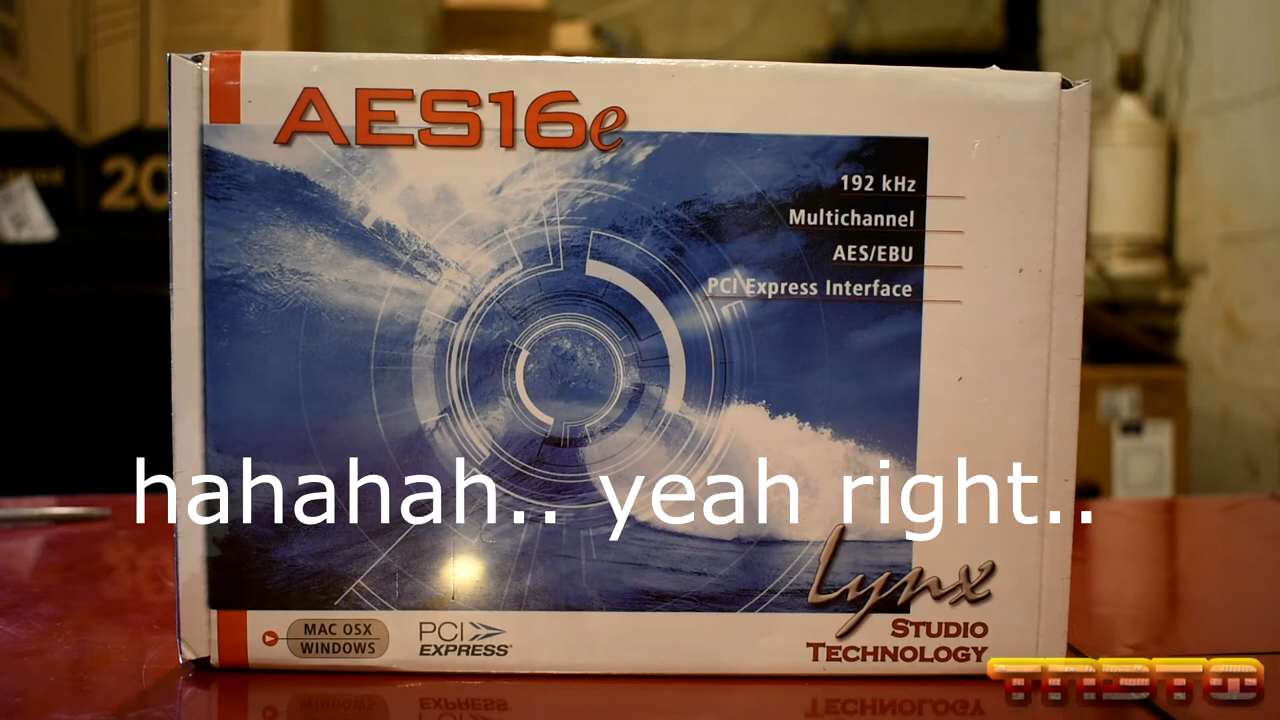 AES16e
192 kHz
Multichannel
AES/EBU
PCI Express Interface
20
hahahah.. yeah right..
Lynx
STUDIO
TECHNOLOGY
MAC OSX
WINDOWS
PCI
EXPRESS®